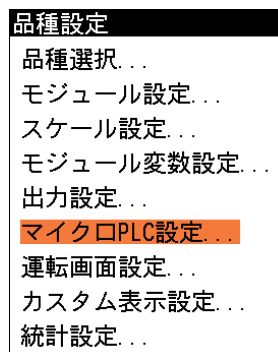 品種設定
品種選択...
モジュール設定...
スケール設定...
モジュール変数設定...
出力設定...
マイクロPLC設定...
運転画面設定...
カスタム表示設定...
統計設定...